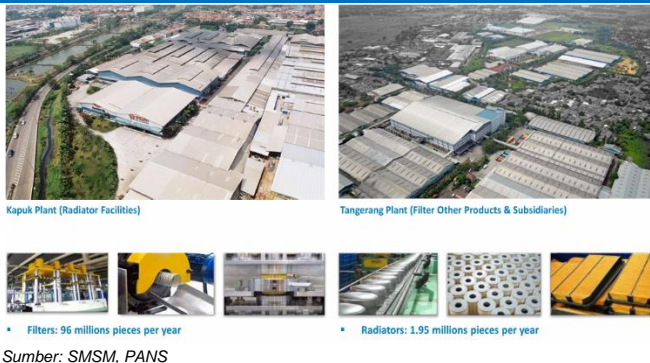 Kapuk Plant (Radiator Facilities)
Tangerang Plant (Filter Other Products & Subsidiaries)
▪ Filters: 96 millions pieces per year
▪ Radiators: 1.95 millions pieces per year
Sumber: SMSM, PANS